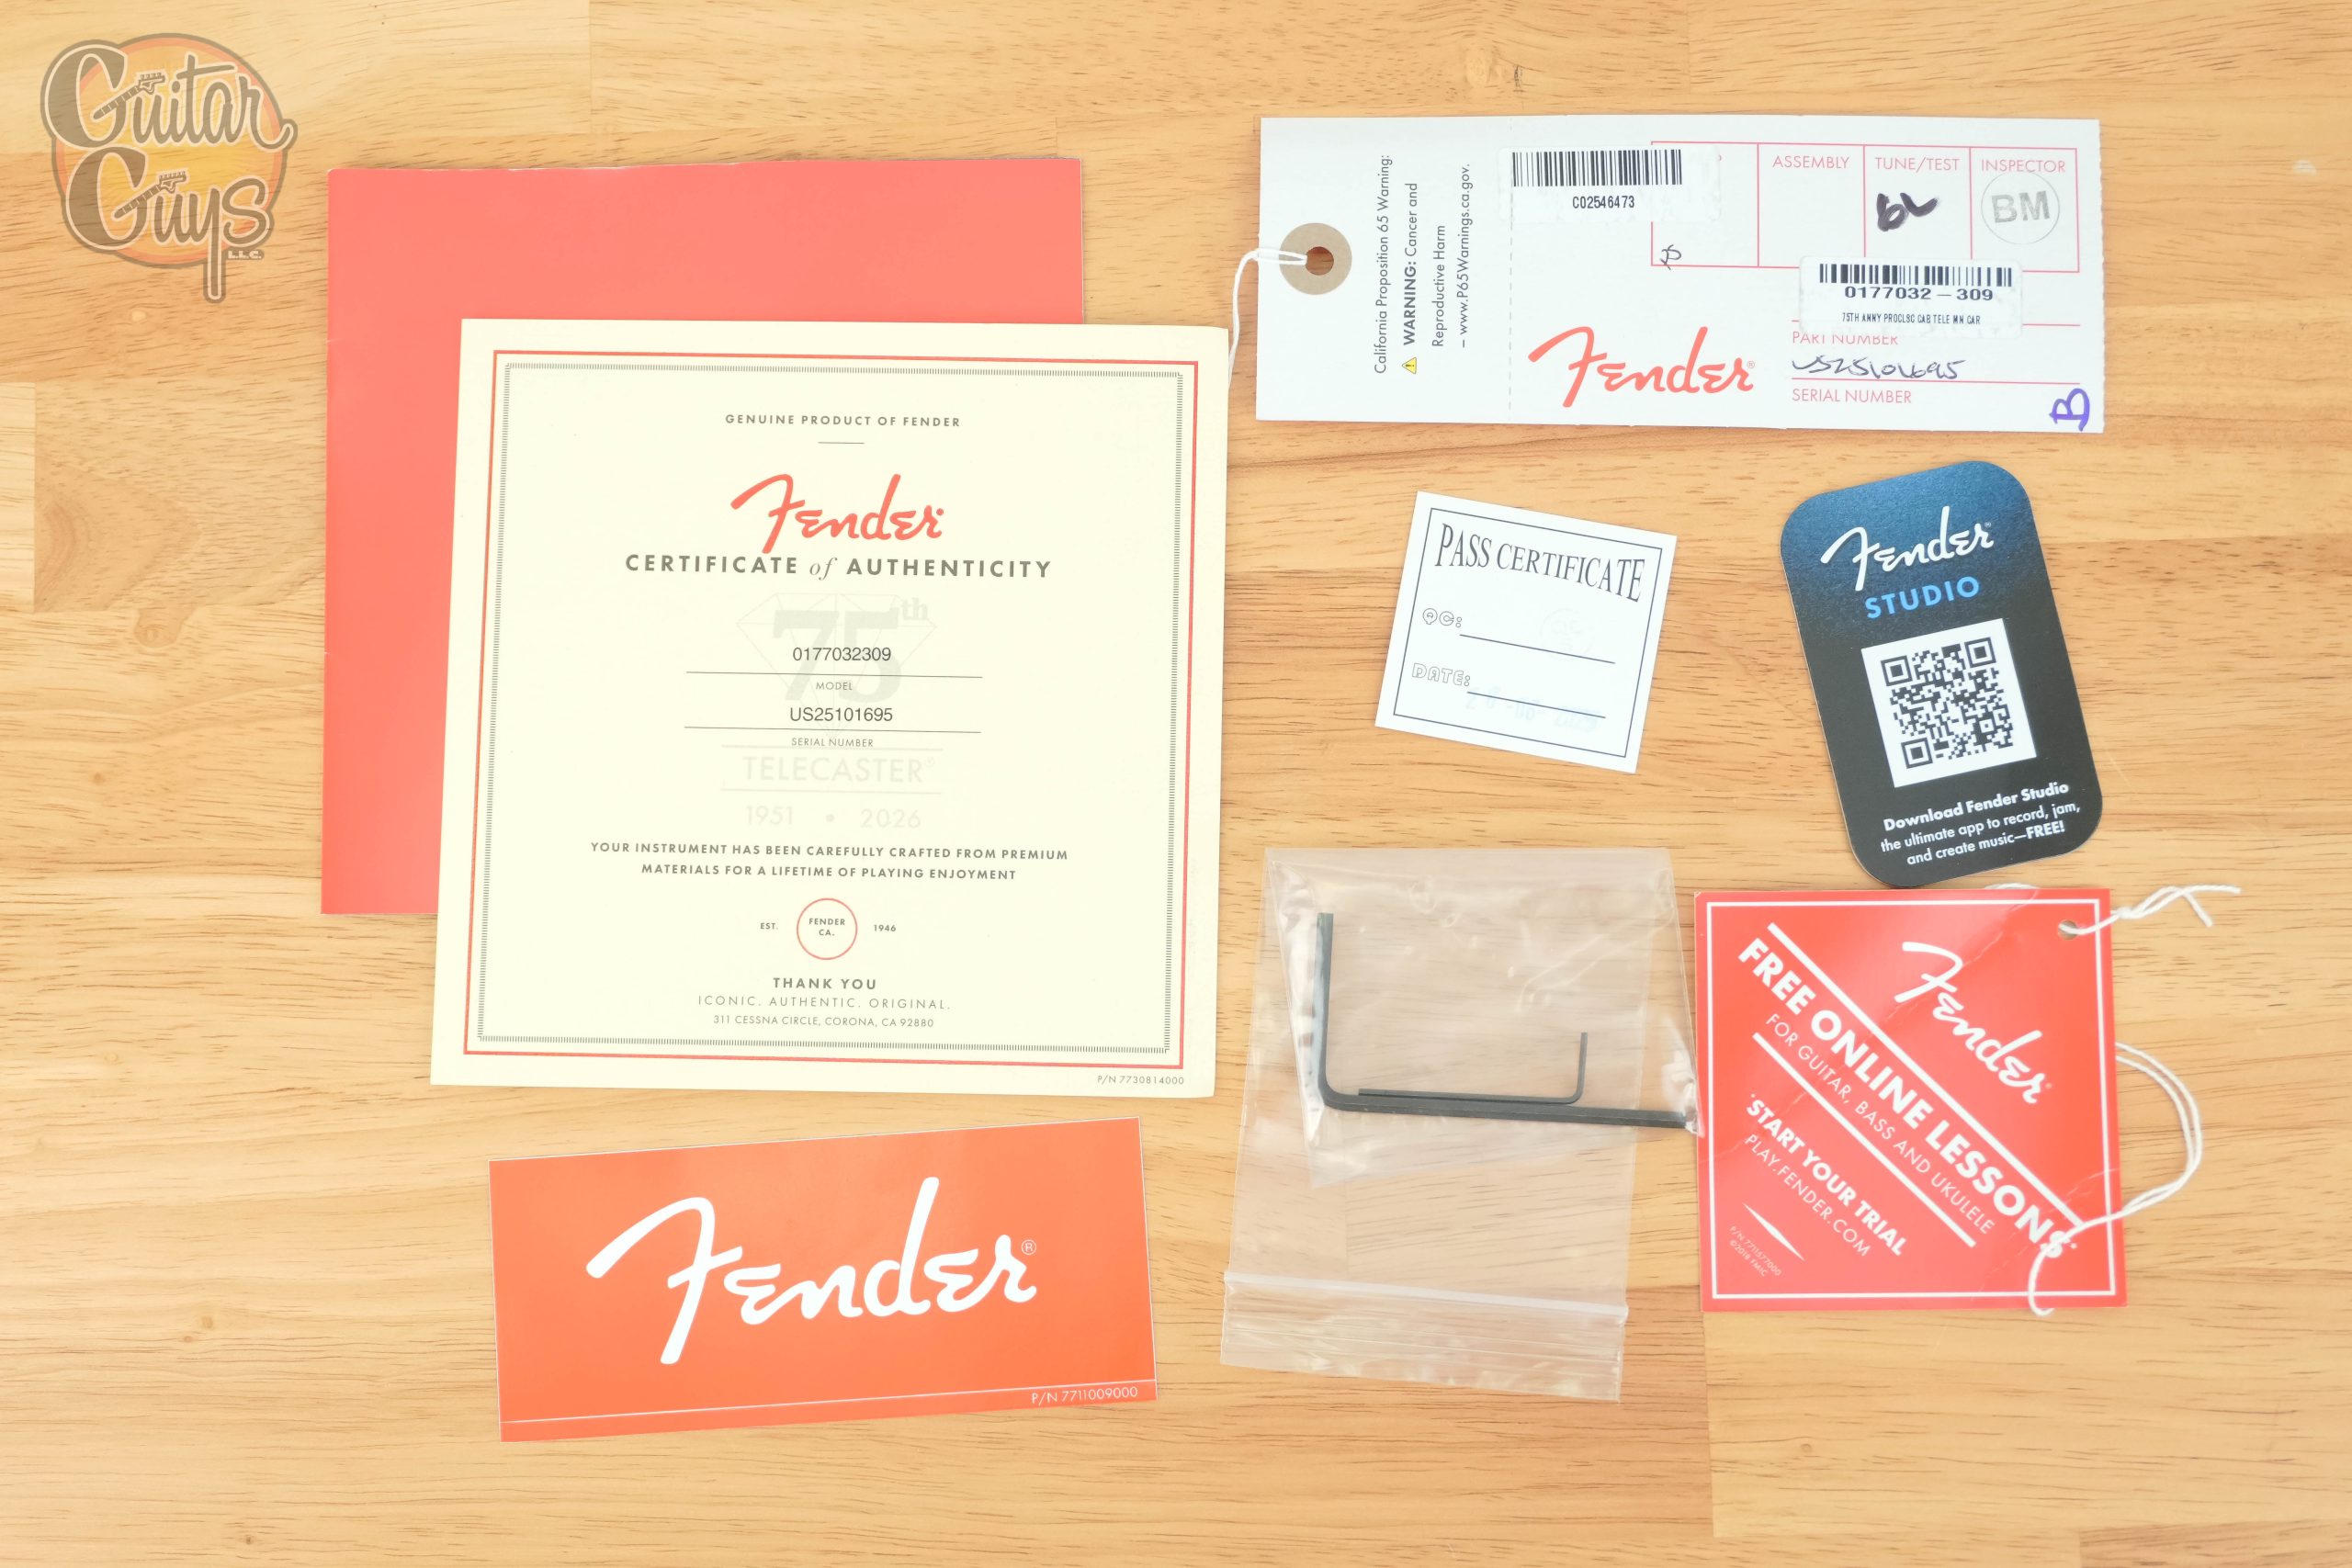 Guitar
Guys
L.L.C.
GENUINE PRODUCT OF FENDER
Fender
CERTIFICATE of AUTHENTICITY
75th
0177032309
MODEL
US25101695
SERIAL NUMBER
TELECASTER®
1951 • 2026
YOUR INSTRUMENT HAS BEEN CAREFULLY CRAFTED FROM PREMIUM
MATERIALS FOR A LIFETIME OF PLAYING ENJOYMENT
EST. FENDER CA. 1946
THANK YOU
ICONIC. AUTHENTIC. ORIGINAL.
311 CESSNA CIRCLE, CORONA, CA 92880
P/N 7730814000
Fender®
P/N 7711009000
California Proposition 65 Warning:
⚠ WARNING: Cancer and
Reproductive Harm
– www.P65Warnings.ca.gov.
C02546473
ASSEMBLY
TUNE/TEST
INSPECTOR
BM
0177032 – 309
75TH ANNY PROCLSC CAB TELE MN CAR
PART NUMBER
US25101695
SERIAL NUMBER
B
Fender®
PASS CERTIFICATE
QC:
DATE:
Fender®
STUDIO
Download Fender Studio
the ultimate app to record, jam,
and create music—FREE!
Fender®
FREE ONLINE LESSONS*
FOR GUITAR, BASS AND UKULELE
*START YOUR TRIAL
PLAY.FENDER.COM